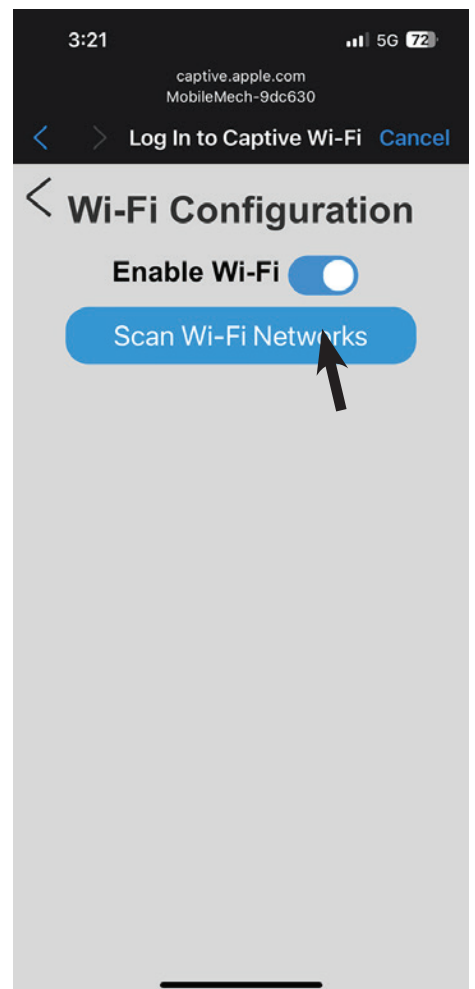 3:21 5G 72
captive.apple.com
MobileMech-9dc630
Log In to Captive Wi-Fi Cancel
Wi-Fi Configuration
Enable Wi-Fi
Scan Wi-Fi Networks